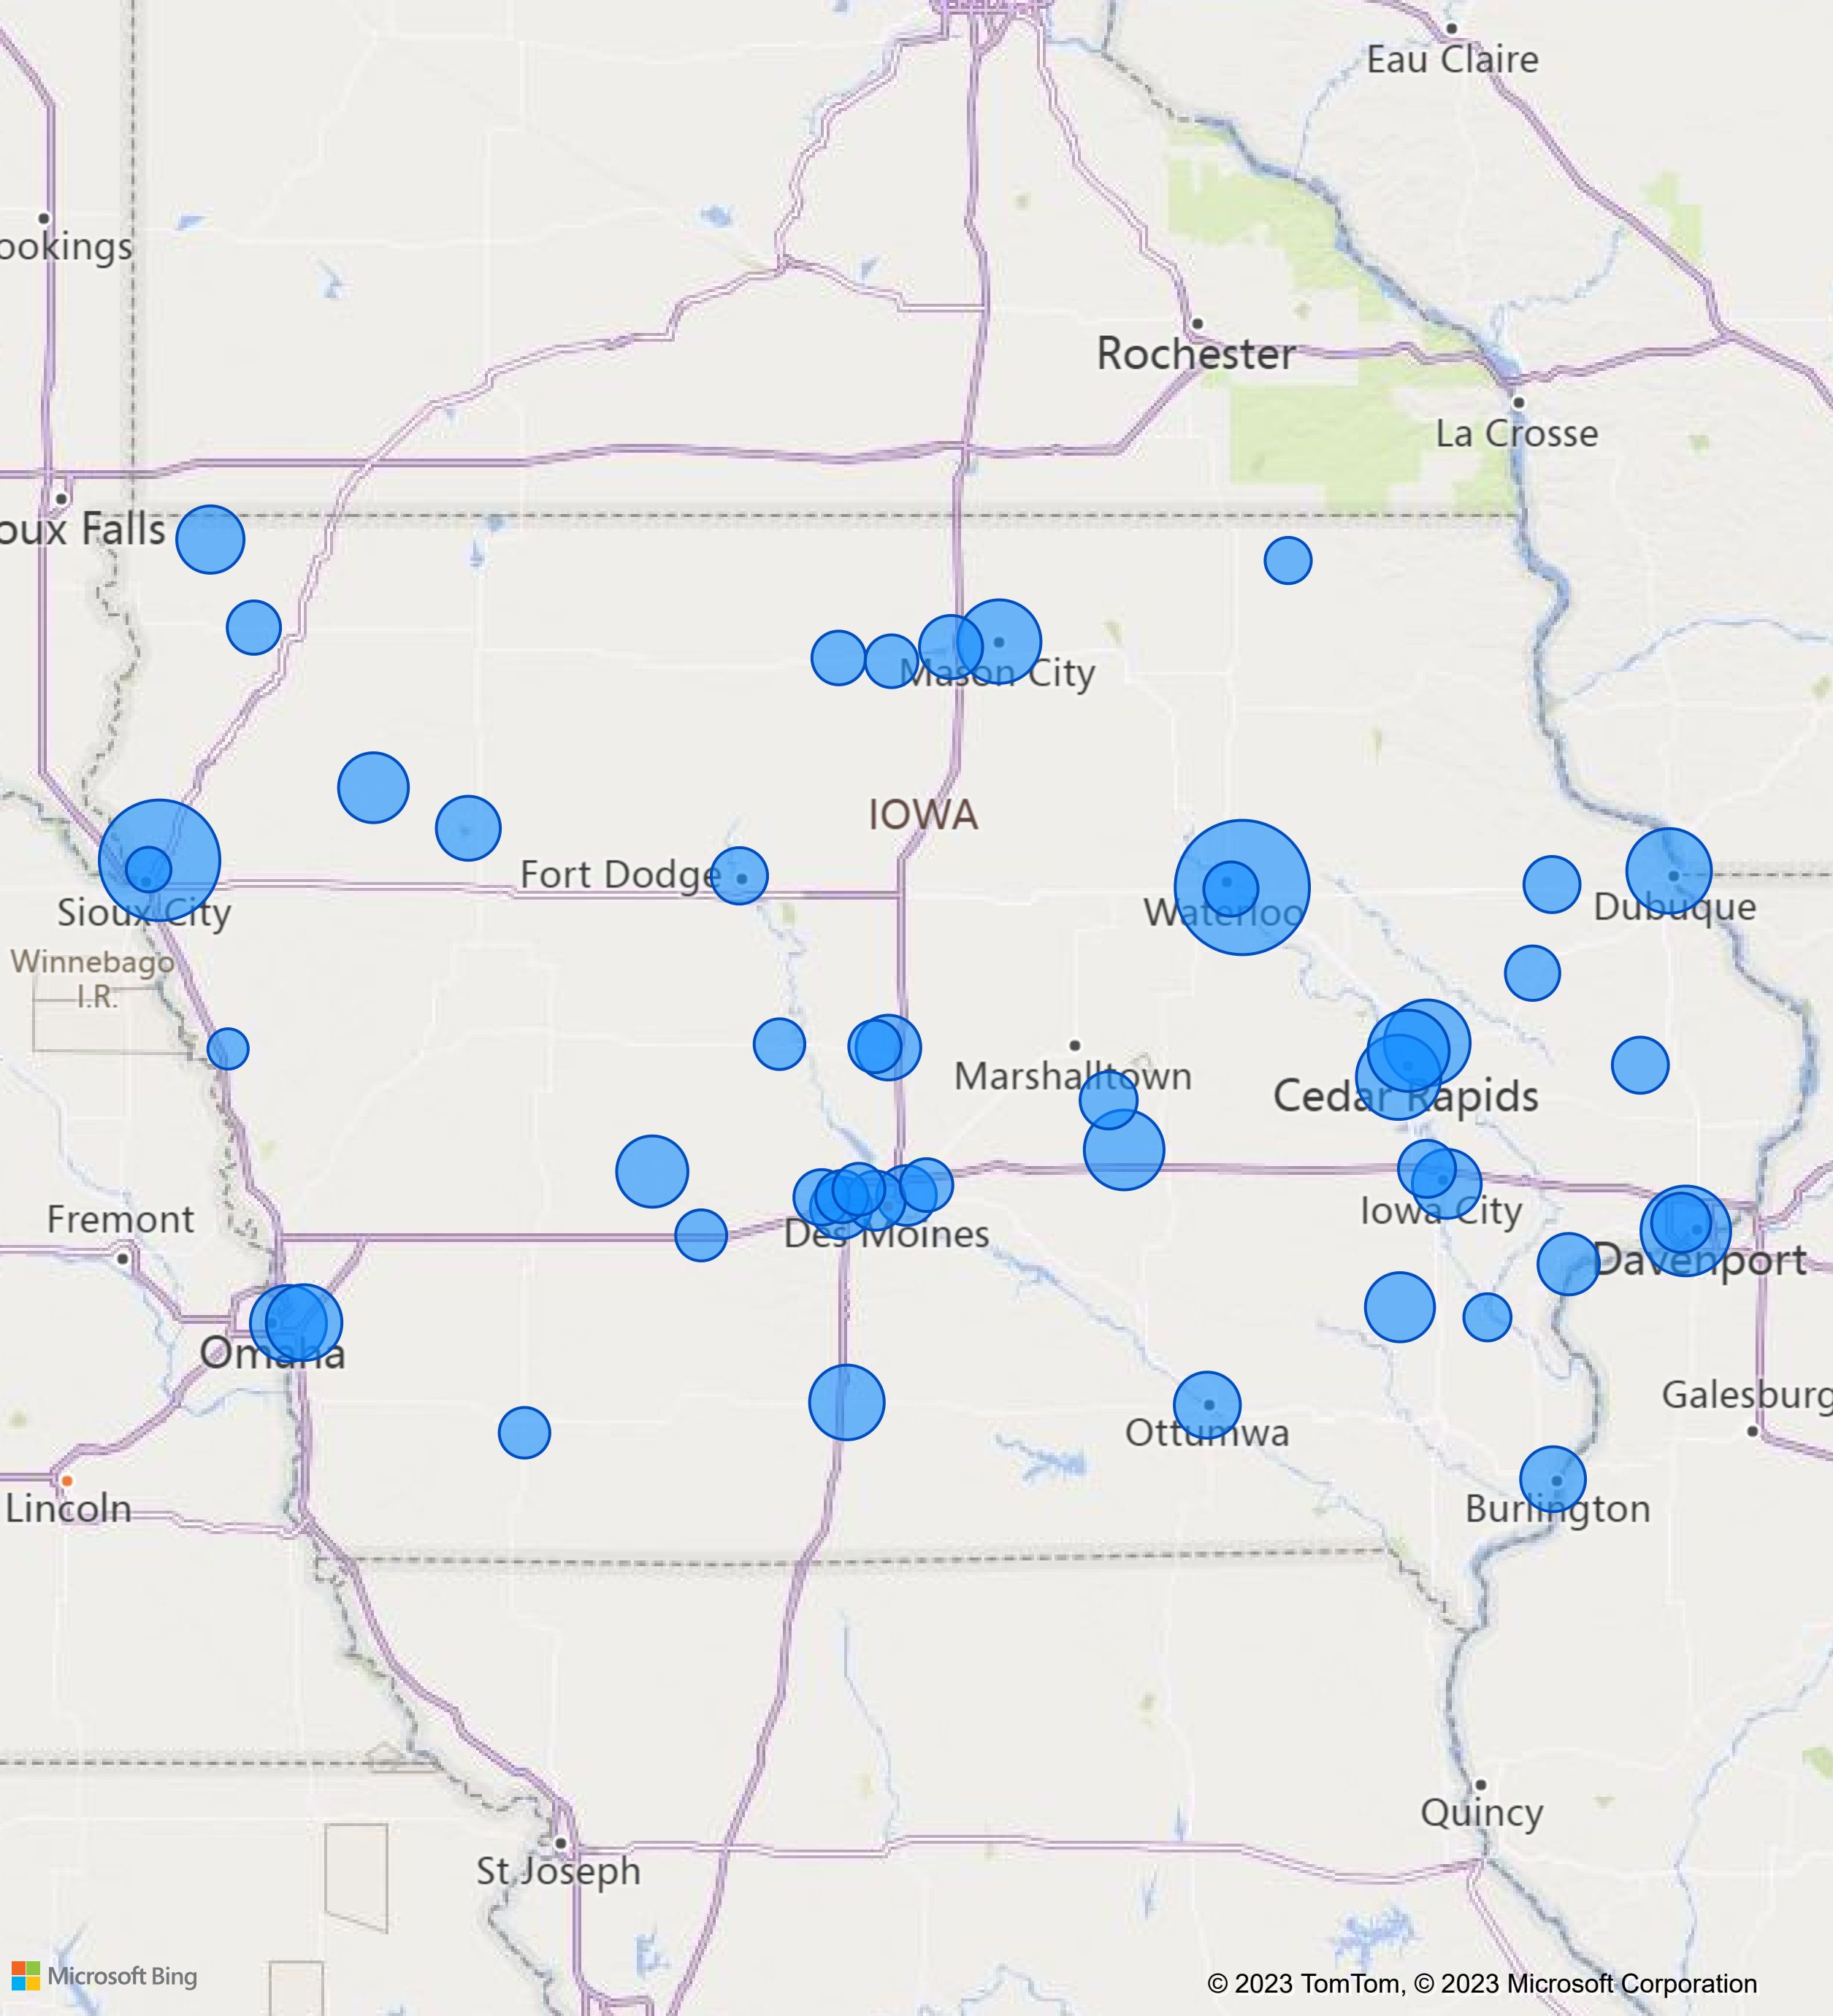 Eau Claire
ookings
Rochester
La Crosse
oux Falls
Mason City
IOWA
Fort Dodge
Sioux City
Waterloo
Dubuque
Winnebago
I.R.
Marshalltown
Cedar Rapids
Fremont
Des Moines
Iowa City
Davenport
Omaha
Galesburg
Ottumwa
Lincoln
Burlington
Quincy
St Joseph
Microsoft Bing
© 2023 TomTom, © 2023 Microsoft Corporation